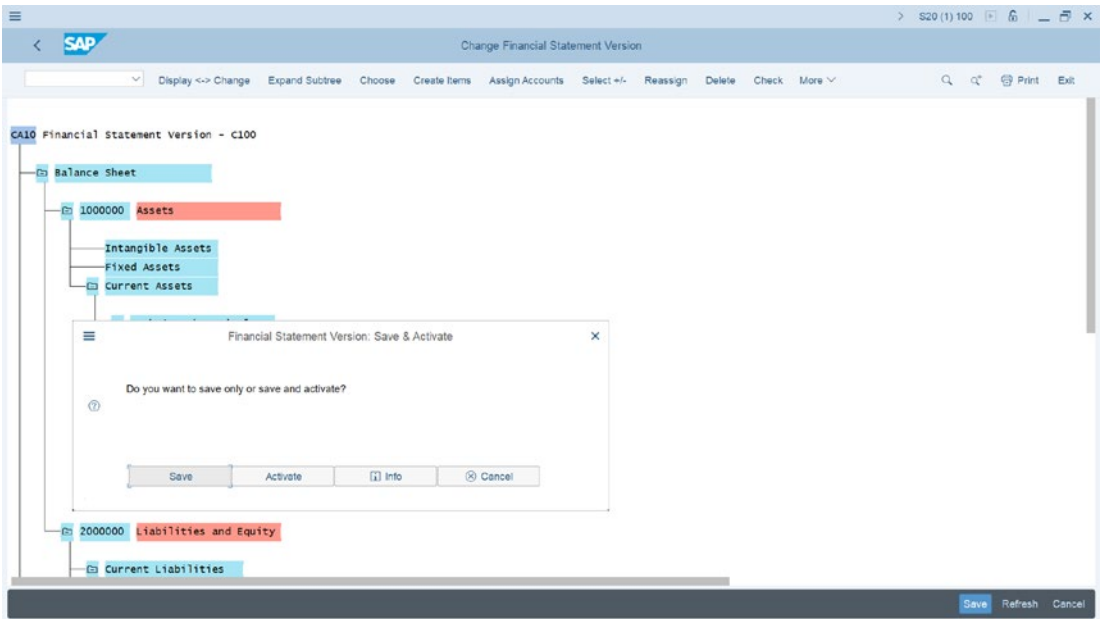 S20 (1) 100
SAP
Change Financial Statement Version
Display <-> Change Expand Subtree Choose Create Items Assign Accounts Select +/- Reassign Delete Check More Print Exit
CA10 Financial Statement Version - C100
Balance Sheet
1000000 Assets
Intangible Assets
Fixed Assets
Current Assets
Financial Statement Version: Save & Activate
Do you want to save only or save and activate?
Save Activate Info Cancel
2000000 Liabilities and Equity
Current Liabilities
Save Refresh Cancel